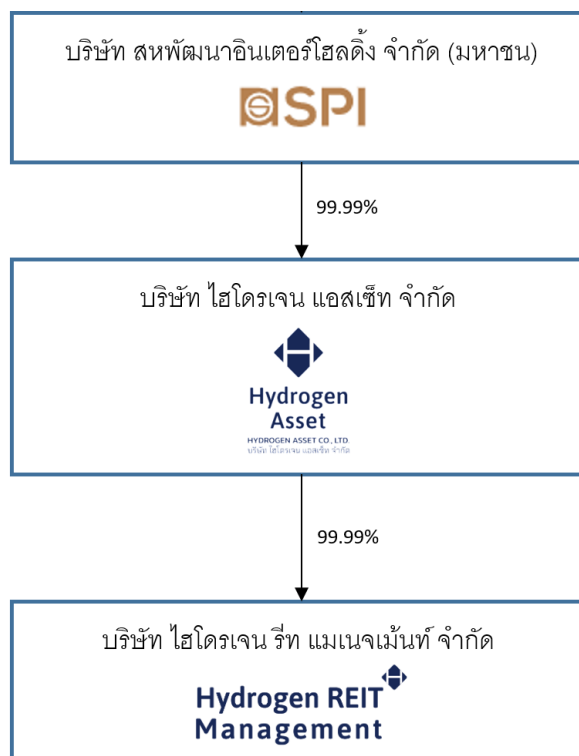 บริษัท สหพัฒนาอินเตอร์โฮลดิ้ง จำกัด (มหาชน)
SPI
99.99%
บริษัท ไฮโดรเจน แอสเซ็ท จำกัด
Hydrogen
Asset
HYDROGEN ASSET CO., LTD.
บริษัท ไฮโดรเจน แอสเซ็ท จำกัด
99.99%
บริษัท ไฮโดรเจน รีท แมเนจเม้นท์ จำกัด
Hydrogen REIT
Management